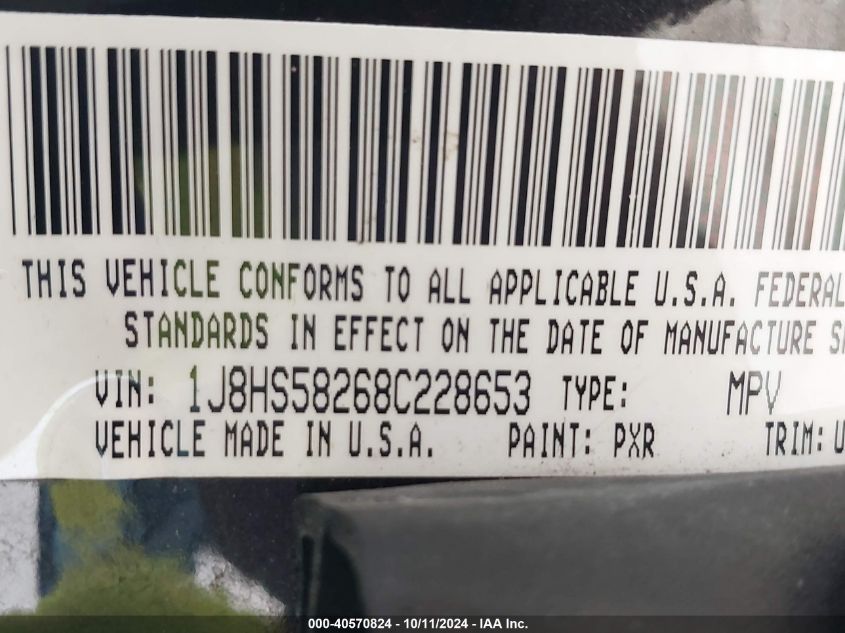 THIS VEHICLE CONFORMS TO ALL APPLICABLE U.S.A. FEDERAL
STANDARDS IN EFFECT ON THE DATE OF MANUFACTURE
VIN: 1J8HS58268C228653 TYPE: MPV
VEHICLE MADE IN U.S.A. PAINT: PXR TRIM:
000-40570824 - 10/11/2024 - IAA Inc.